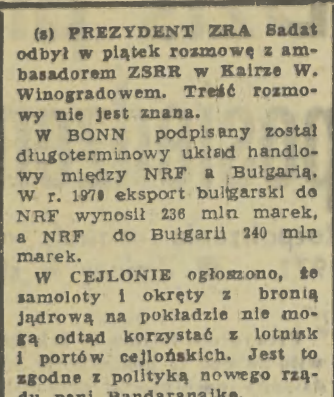 (s) PREZYDENT ZRA Sadat
odbył w piątek rozmowę z am-
basadorem ZSRR w Kairze W.
Winogradowem. Treść rozmo-
wy nie jest znana.
W BONN podpisany został
długoterminowy układ handlo-
wy między NRF a Bułgarią.
W r. 1970 eksport bułgarski do
NRF wynosił 236 mln marek,
a NRF do Bułgarii 240 mln
marek.
W CEJLONIE ogłoszono, że
samoloty i okręty z bronią
jądrową na pokładzie nie mo-
gą odtąd korzystać z lotnisk
i portów cejlońskich. Jest to
zgodne z polityką nowego rzą-
du pani Bandaranaike.